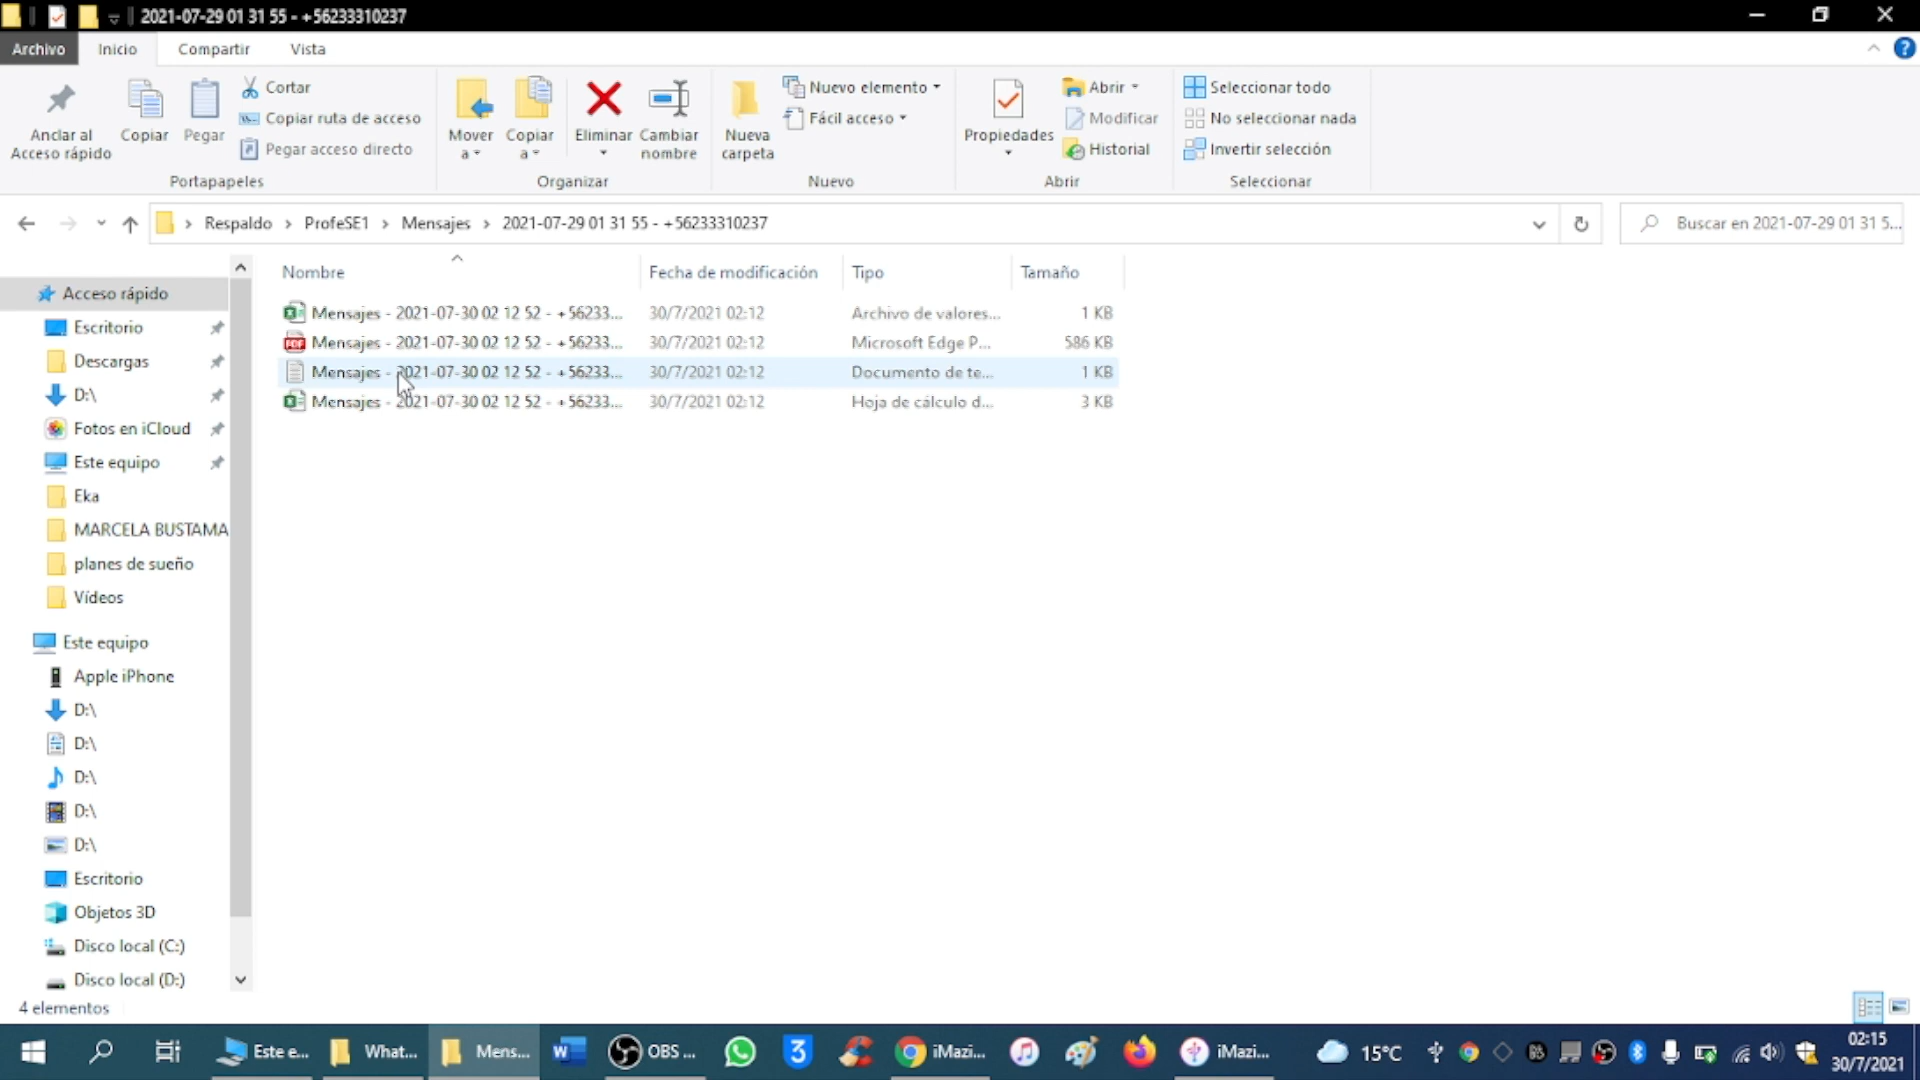 2021-07-29 01 31 55 - +56233310237
Archivo
Inicio
Compartir
Vista
Anclar al
Acceso rápido
Copiar
Pegar
Cortar
Copiar ruta de acceso
Pegar acceso directo
Portapapeles
Mover
a
Copiar
a
Eliminar
Cambiar
nombre
Organizar
Nueva
carpeta
Nuevo elemento
Fácil acceso
Nuevo
Propiedades
Abrir
Modificar
Historial
Abrir
Seleccionar todo
No seleccionar nada
Invertir selección
Seleccionar
Respaldo > ProfeSE1 > Mensajes > 2021-07-29 01 31 55 - +56233310237
Buscar en 2021-07-29 01 31 5...
Nombre Fecha de modificación Tipo Tamaño
Mensajes - 2021-07-30 02 12 52 - +56233... 30/7/2021 02:12 Archivo de valores... 1 KB
Mensajes - 2021-07-30 02 12 52 - +56233... 30/7/2021 02:12 Microsoft Edge P... 586 KB
Mensajes - 2021-07-30 02 12 52 - +56233... 30/7/2021 02:12 Documento de te... 1 KB
Mensajes - 2021-07-30 02 12 52 - +56233... 30/7/2021 02:12 Hoja de cálculo d... 3 KB
Acceso rápido
Escritorio
Descargas
D:\
Fotos en iCloud
Este equipo
Eka
MARCELA BUSTAMA
planes de sueño
Vídeos
Este equipo
Apple iPhone
D:\
D:\
D:\
D:\
D:\
Escritorio
Objetos 3D
Disco local (C:)
Disco local (D:)
4 elementos
Este e...
What...
Mens...
OBS ...
iMazi...
iMazi...
15°C
02:15
30/7/2021